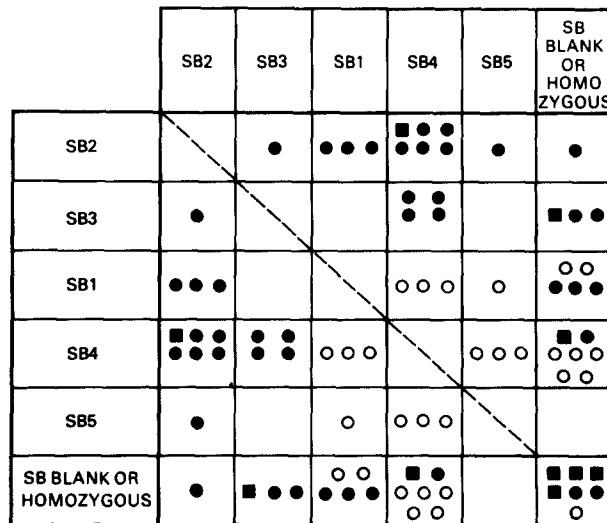 SB2 SB3 SB1 SB4 SB5 SB
BLANK
OR
HOMO
ZYGOUS
SB2
SB3
SB1
SB4
SB5
SB BLANK OR
HOMOZYGOUS